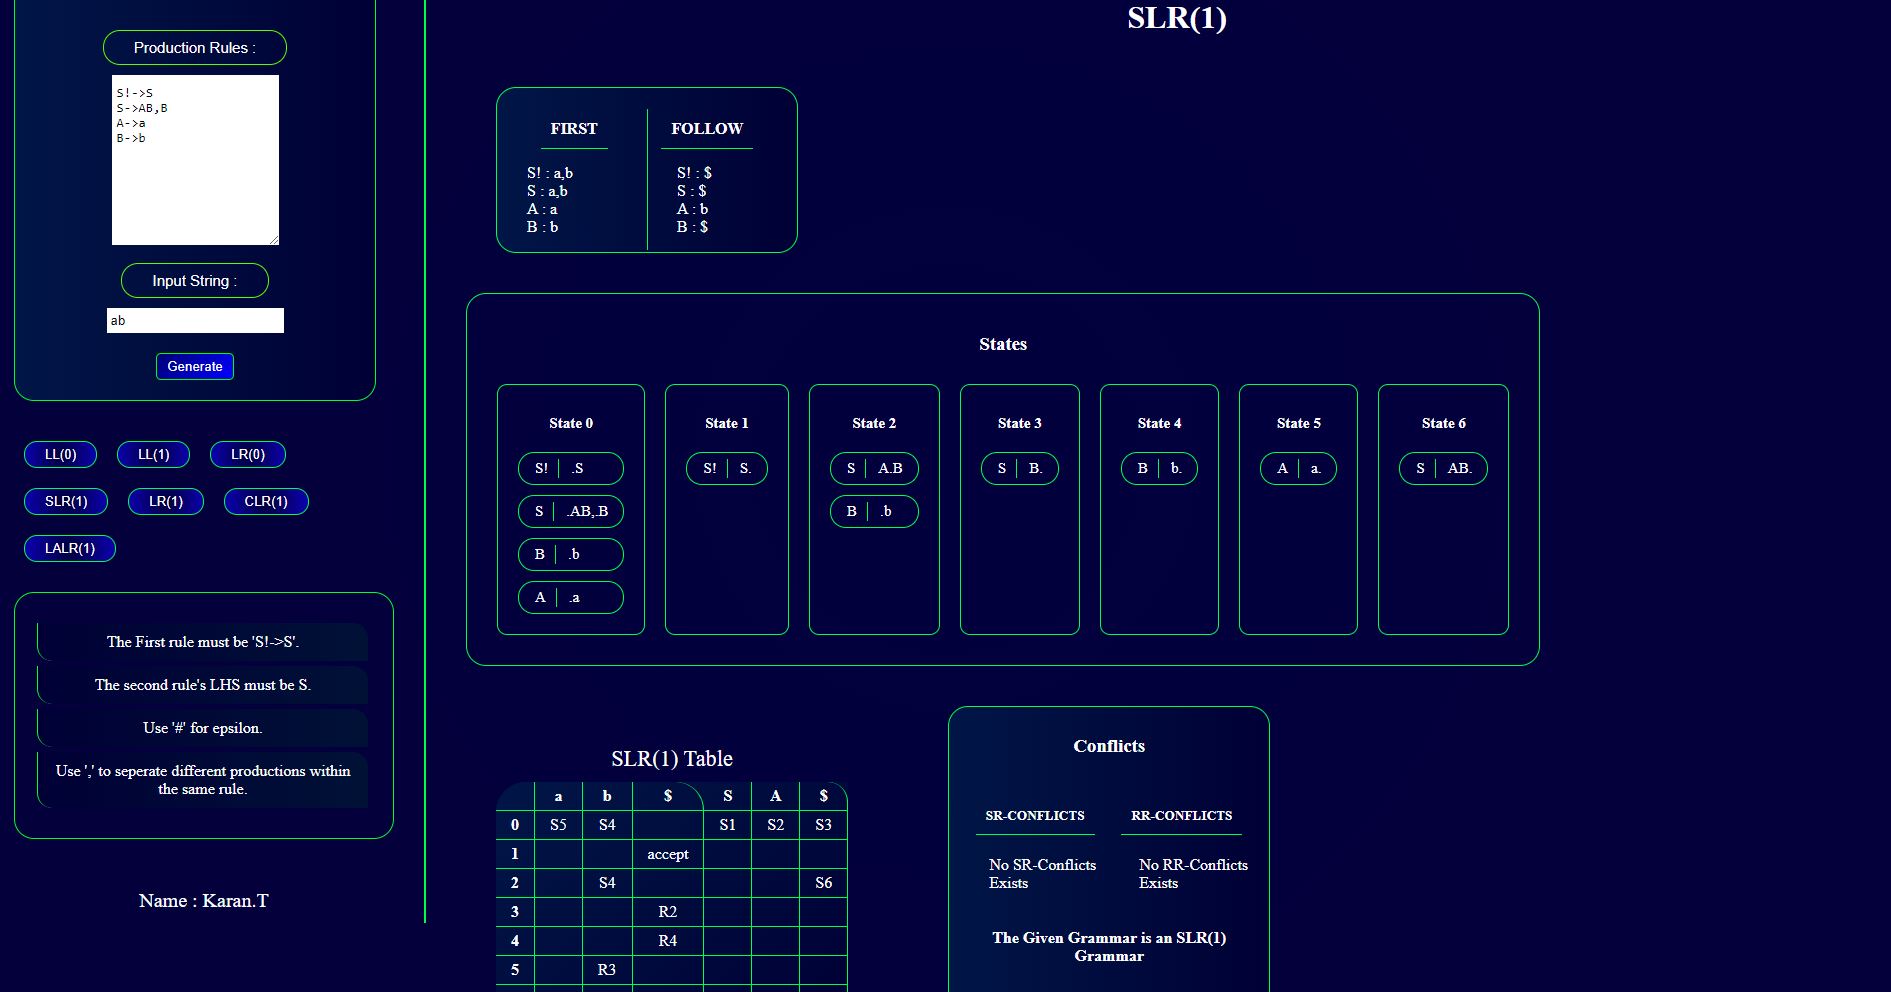 Production Rules :
S!->S
S->AB,B
A->a
B->b
Input String :
ab
Generate
LL(0) LL(1) LR(0)
SLR(1) LR(1) CLR(1)
LALR(1)
The First rule must be 'S!->S'.
The second rule's LHS must be S.
Use '#' for epsilon.
Use ',' to seperate different productions within
the same rule.
Name : Karan.T
SLR(1)
FIRST FOLLOW
S! : a,b S! : $
S : a,b S : $
A : a A : b
B : b B : $
States
State 0 State 1 State 2 State 3 State 4 State 5 State 6
S! .S S! S. S A.B S B. B b. A a. S AB.
S .AB,.B B .b
B .b
A .a
SLR(1) Table
a b $ S A $
0 S5 S4 S1 S2 S3
1 accept
2 S4 S6
3 R2
4 R4
5 R3
Conflicts
SR-CONFLICTS RR-CONFLICTS
No SR-Conflicts No RR-Conflicts
Exists Exists
The Given Grammar is an SLR(1)
Grammar